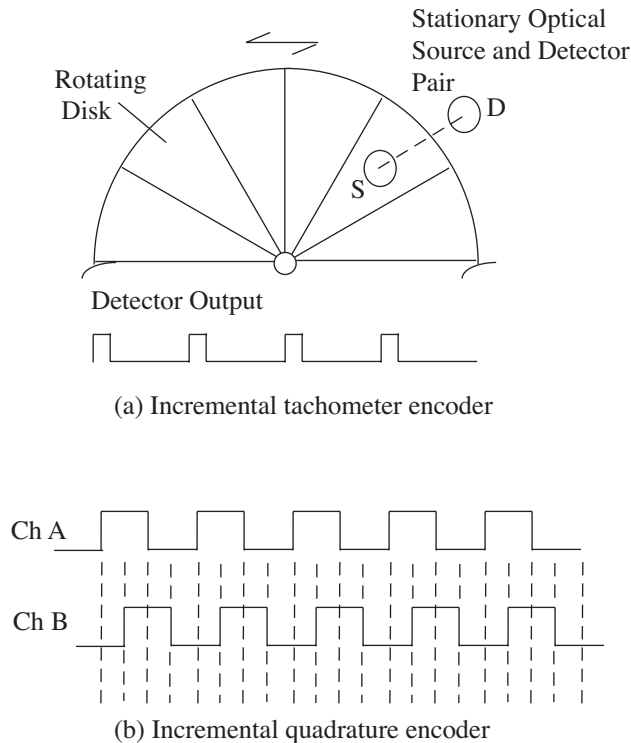 Stationary Optical
Source and Detector
Pair
Rotating
Disk
D
S
Detector Output
(a) Incremental tachometer encoder
Ch A
Ch B
(b) Incremental quadrature encoder